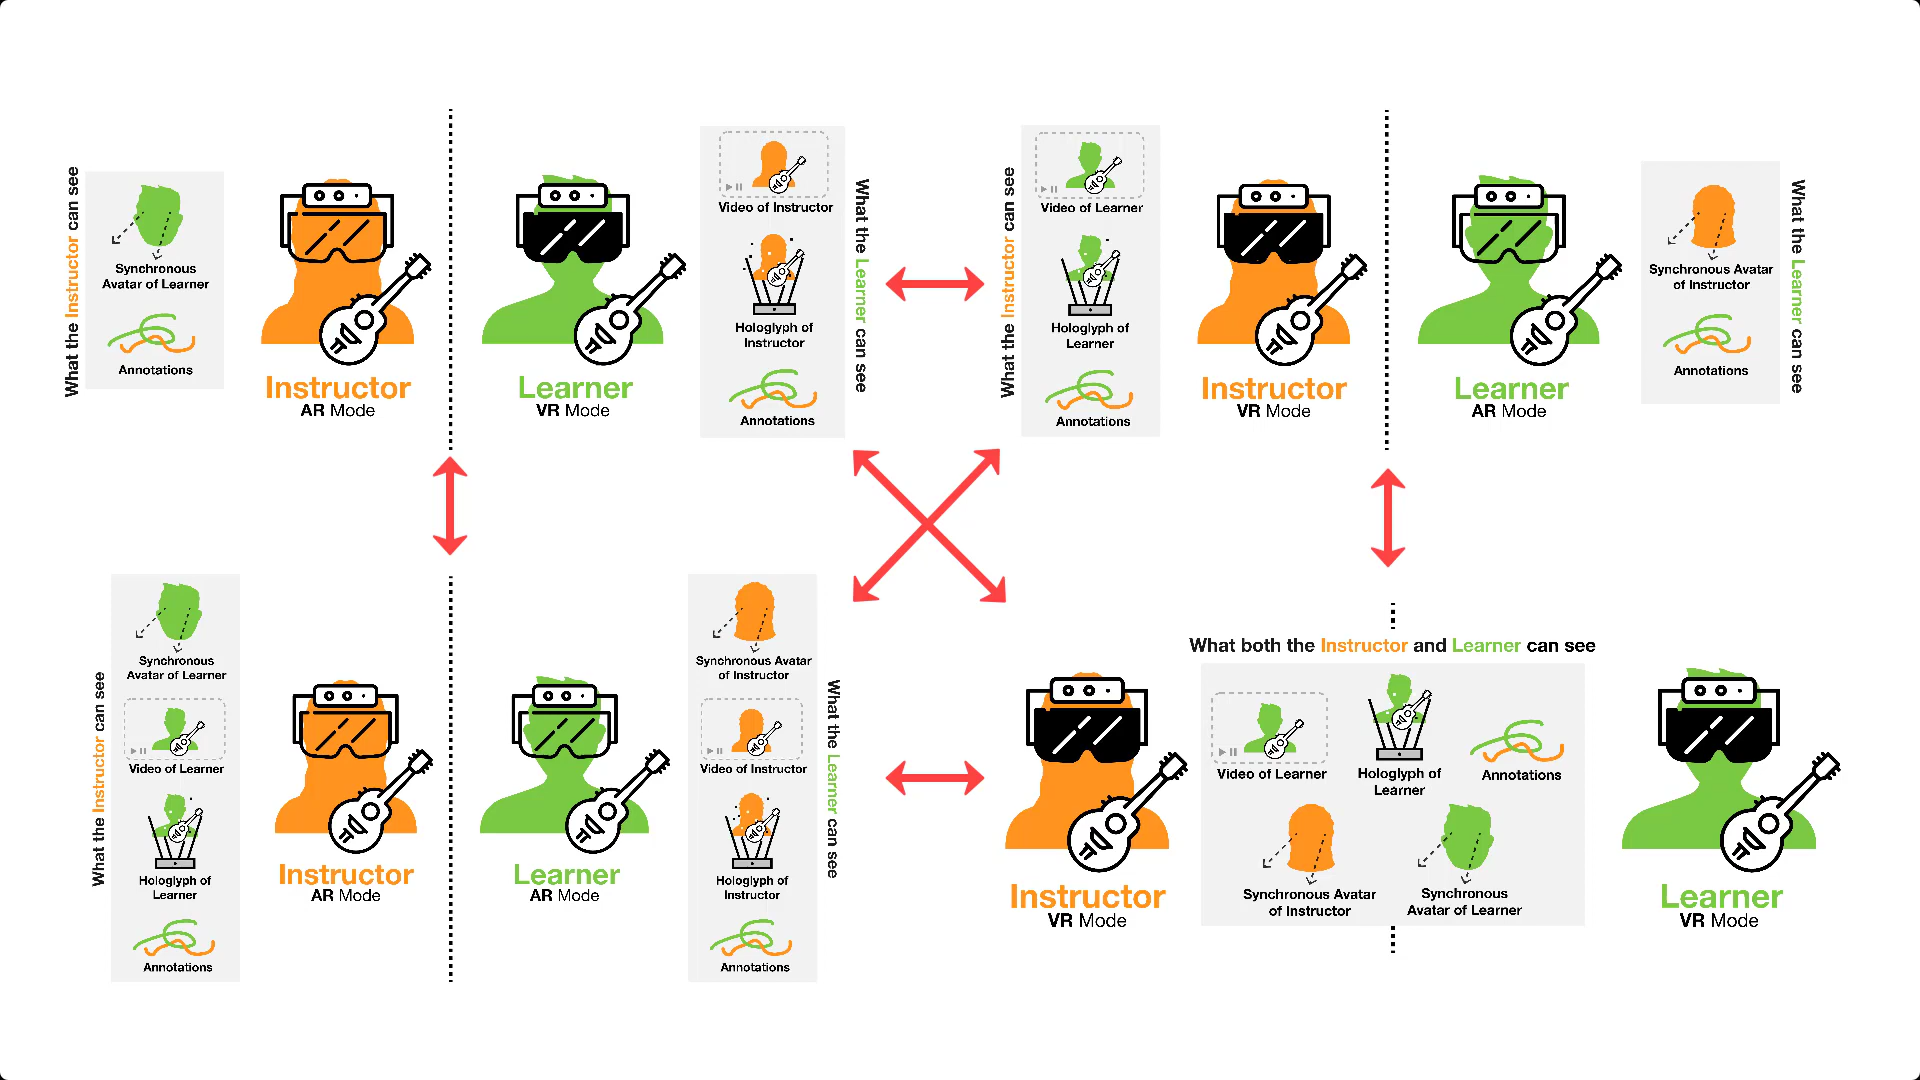 What the Instructor can see
Synchronous
Avatar of Learner
Annotations
Instructor
AR Mode
Learner
VR Mode
Video of Instructor
Hologlyph of
Instructor
Annotations
What the Learner can see
What the Instructor can see
Video of Learner
Hologlyph of
Learner
Annotations
Instructor
VR Mode
Learner
AR Mode
Synchronous Avatar
of Instructor
Annotations
What the Learner can see
What the Instructor can see
Synchronous
Avatar of Learner
Video of Learner
Hologlyph of
Learner
Annotations
Instructor
AR Mode
Learner
AR Mode
Synchronous Avatar
of Instructor
Video of Instructor
Hologlyph of
Instructor
Annotations
What the Learner can see
Instructor
VR Mode
What both the Instructor and Learner can see
Video of Learner
Hologlyph of
Learner
Annotations
Synchronous Avatar
of Instructor
Synchronous
Avatar of Learner
Learner
VR Mode